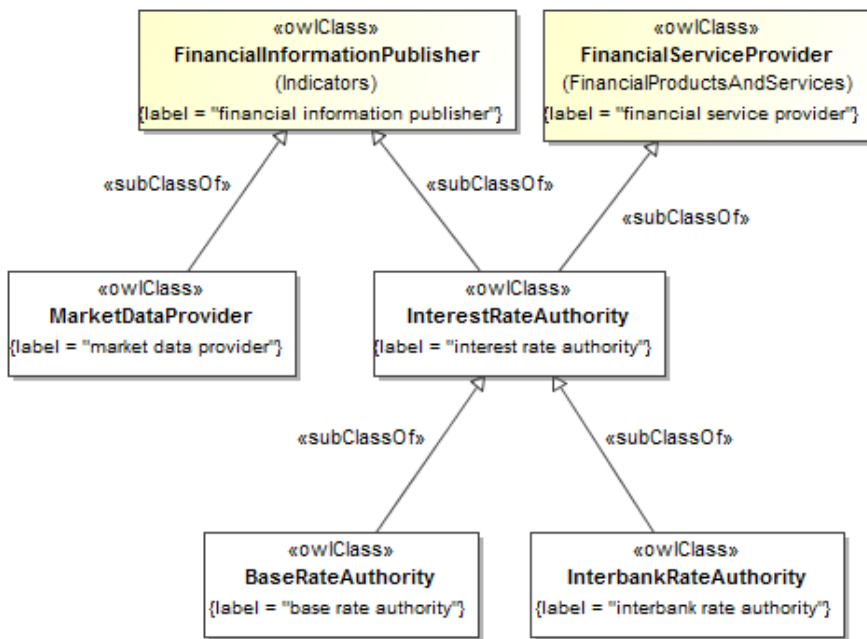 «owlClass»
FinancialInformationPublisher
(Indicators)
{label = "financial information publisher"}
«owlClass»
FinancialServiceProvider
(FinancialProductsAndServices)
{label = "financial service provider"}
«subClassOf»
«subClassOf»
«subClassOf»
«owlClass»
MarketDataProvider
{label = "market data provider"}
«owlClass»
InterestRateAuthority
{label = "interest rate authority"}
«subClassOf»
«subClassOf»
«owlClass»
BaseRateAuthority
{label = "base rate authority"}
«owlClass»
InterbankRateAuthority
{label = "interbank rate authority"}